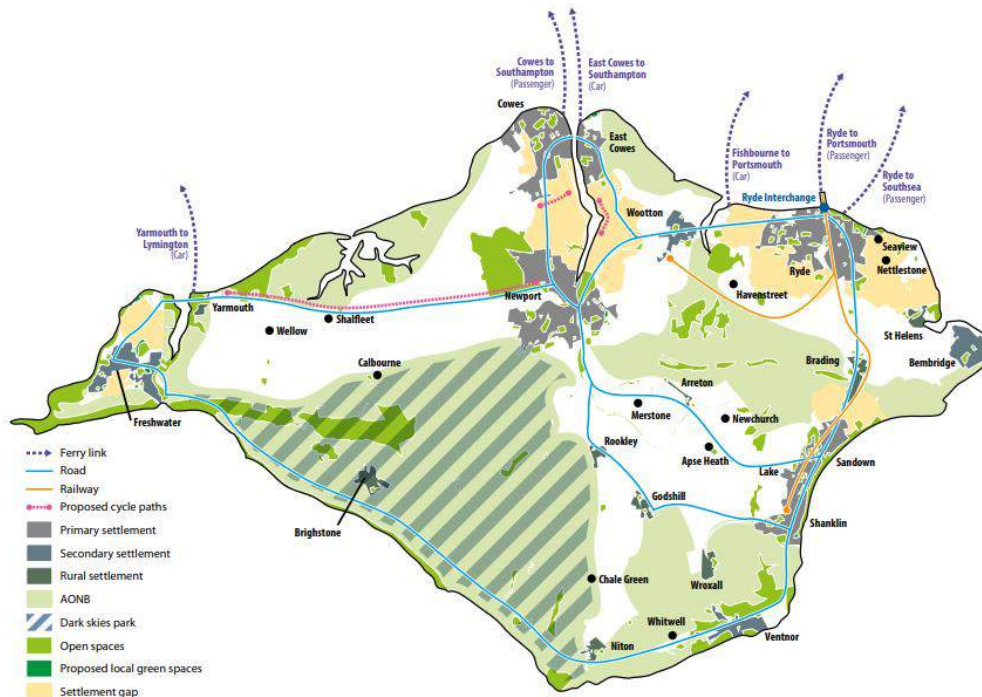 Cowes to
Southampton
(Passenger)
East Cowes to
Southampton
(Car)
Cowes
East
Cowes
Fishbourne to
Portsmouth
(Car)
Ryde to
Portsmouth
(Passenger)
Ryde to
Southsea
(Passenger)
Ryde Interchange
Wootton
Yarmouth to
Lymington
(Car)
Seaview
Nettlestone
Ryde
Havenstreet
Newport
Yarmouth
Shalfleet
Wellow
St Helens
Bembridge
Brading
Calbourne
Arreton
Merstone
Newchurch
Freshwater
Rookley
Apse Heath
Lake
Sandown
Godshill
Shanklin
Brighstone
Chale Green
Wroxall
Whitwell
Niton
Ventnor
Ferry link
Road
Railway
Proposed cycle paths
Primary settlement
Secondary settlement
Rural settlement
AONB
Dark skies park
Open spaces
Proposed local green spaces
Settlement gap